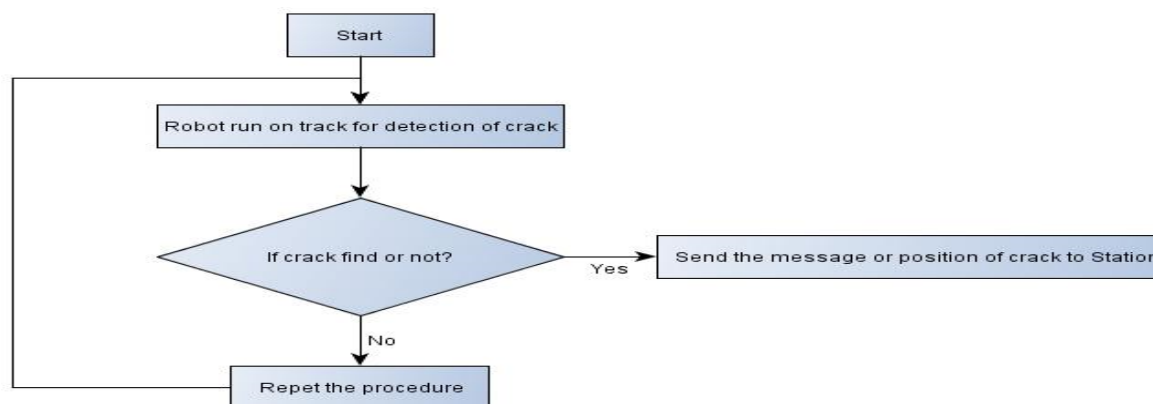 Start
Robot run on track for detection of crack
If crack find or not?
Yes
Send the message or position of crack to Station
No
Repet the procedure